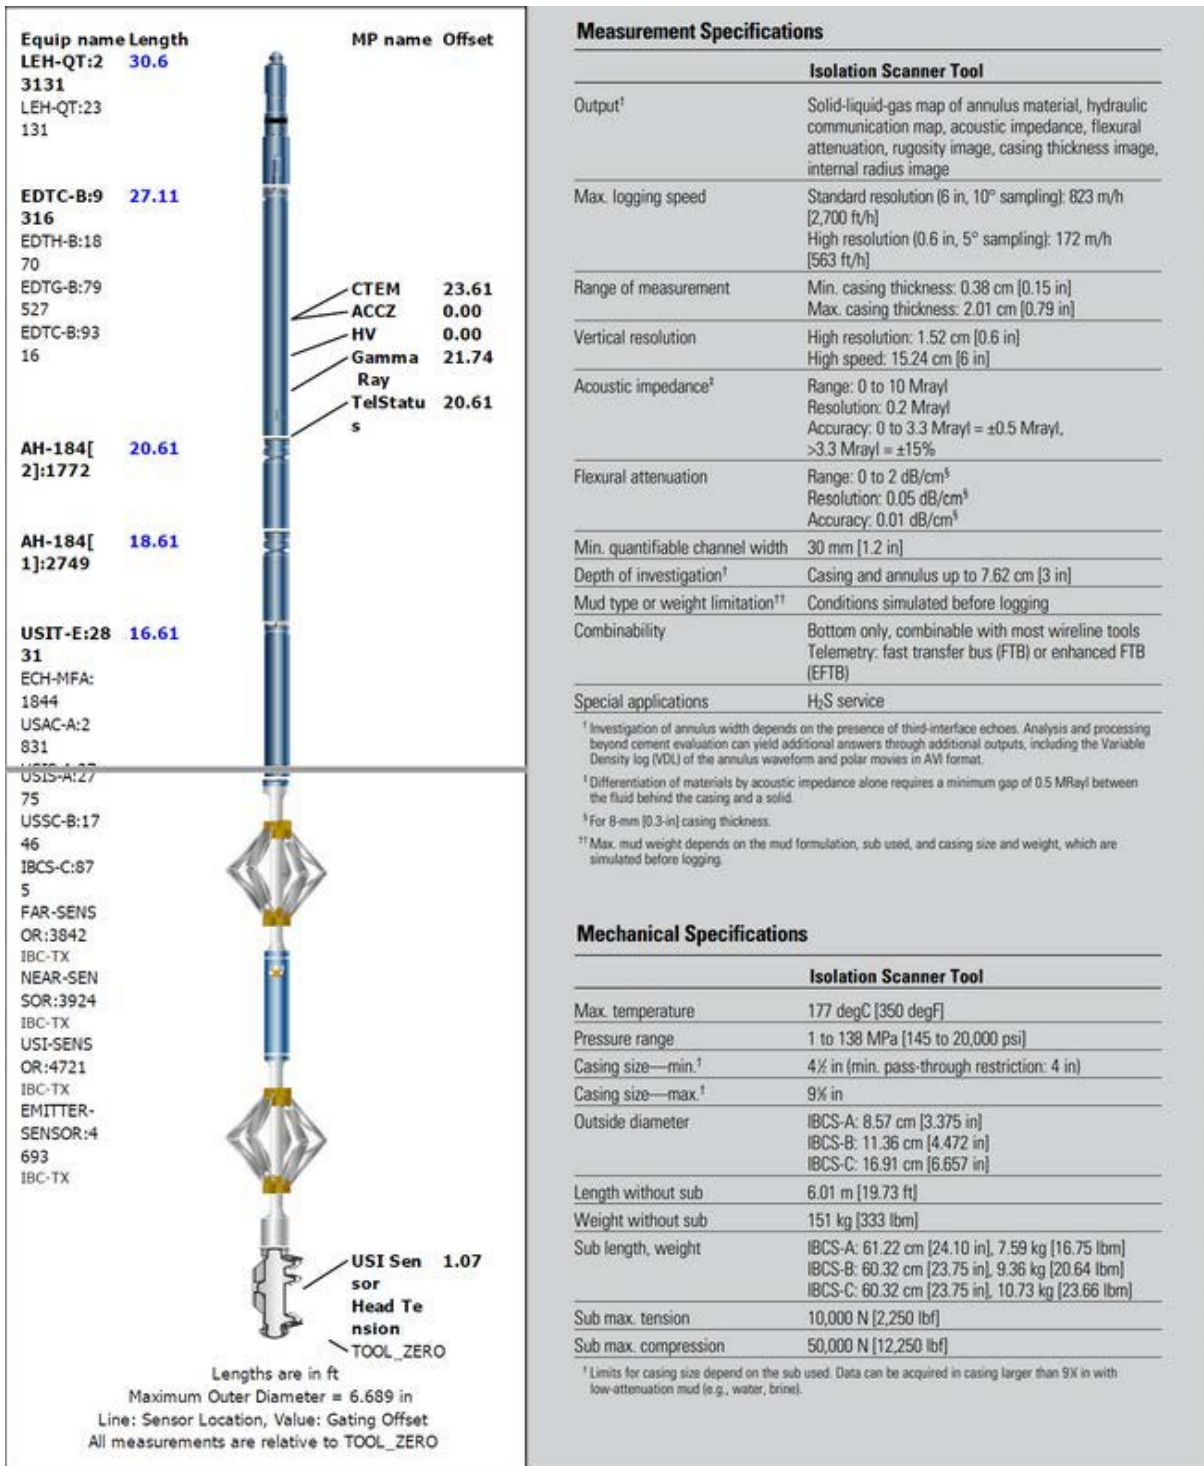 Equip name Length MP name Offset
LEH-QT:2 30.6
3131
LEH-QT:23
131
EDTC-B:9 27.11
316
EDTH-B:18
70
EDTG-B:79
527
EDTC-B:93
16
CTEM 23.61
ACCZ 0.00
HV 0.00
Gamma 21.74
Ray
TelStatu 20.61
s
AH-184[ 20.61
2]:1772
AH-184[ 18.61
1]:2749
USIT-E:28 16.61
31
ECH-MFA:
1844
USAC-A:2
831
USIS-A:27
75
USSC-B:17
46
IBCS-C:87
5
FAR-SENS
OR:3842
IBC-TX
NEAR-SEN
SOR:3924
IBC-TX
USI-SENS
OR:4721
IBC-TX
EMITTER-
SENSOR:4
693
IBC-TX
USI Sen 1.07
sor
Head Te
nsion
TOOL_ZERO
Lengths are in ft
Maximum Outer Diameter = 6.689 in
Line: Sensor Location, Value: Gating Offset
All measurements are relative to TOOL_ZERO
Measurement Specifications
Isolation Scanner Tool
Output† Solid-liquid-gas map of annulus material, hydraulic
communication map, acoustic impedance, flexural
attenuation, rugosity image, casing thickness image,
internal radius image
Max. logging speed Standard resolution (6 in, 10° sampling): 823 m/h
[2,700 ft/h]
High resolution (0.6 in, 5° sampling): 172 m/h
[563 ft/h]
Range of measurement Min. casing thickness: 0.38 cm [0.15 in]
Max. casing thickness: 2.01 cm [0.79 in]
Vertical resolution High resolution: 1.52 cm [0.6 in]
High speed: 15.24 cm [6 in]
Acoustic impedance‡ Range: 0 to 10 Mrayl
Resolution: 0.2 Mrayl
Accuracy: 0 to 3.3 Mrayl = ±0.5 Mrayl,
>3.3 Mrayl = ±15%
Flexural attenuation Range: 0 to 2 dB/cm§
Resolution: 0.05 dB/cm§
Accuracy: 0.01 dB/cm§
Min. quantifiable channel width 30 mm [1.2 in]
Depth of investigation† Casing and annulus up to 7.62 cm [3 in]
Mud type or weight limitation†† Conditions simulated before logging
Combinability Bottom only, combinable with most wireline tools
Telemetry: fast transfer bus (FTB) or enhanced FTB
(EFTB)
Special applications H₂S service
† Investigation of annulus width depends on the presence of third-interface echoes. Analysis and processing
beyond cement evaluation can yield additional answers through additional outputs, including the Variable
Density log (VDL) of the annulus waveform and polar movies in AVI format.
‡ Differentiation of materials by acoustic impedance alone requires a minimum gap of 0.5 MRayl between
the fluid behind the casing and a solid.
§ For 8-mm [0.3-in] casing thickness.
†† Max. mud weight depends on the mud formulation, sub used, and casing size and weight, which are
simulated before logging.
Mechanical Specifications
Isolation Scanner Tool
Max. temperature 177 degC [350 degF]
Pressure range 1 to 138 MPa [145 to 20,000 psi]
Casing size—min.† 4½ in (min. pass-through restriction: 4 in)
Casing size—max.† 9⅝ in
Outside diameter IBCS-A: 8.57 cm [3.375 in]
IBCS-B: 11.36 cm [4.472 in]
IBCS-C: 16.91 cm [6.657 in]
Length without sub 6.01 m [19.73 ft]
Weight without sub 151 kg [333 lbm]
Sub length, weight IBCS-A: 61.22 cm [24.10 in], 7.59 kg [16.75 lbm]
IBCS-B: 60.32 cm [23.75 in], 9.36 kg [20.64 lbm]
IBCS-C: 60.32 cm [23.75 in], 10.73 kg [23.66 lbm]
Sub max. tension 10,000 N [2,250 lbf]
Sub max. compression 50,000 N [12,250 lbf]
† Limits for casing size depend on the sub used. Data can be acquired in casing larger than 9⅝ in with
low-attenuation mud (e.g., water, brine).